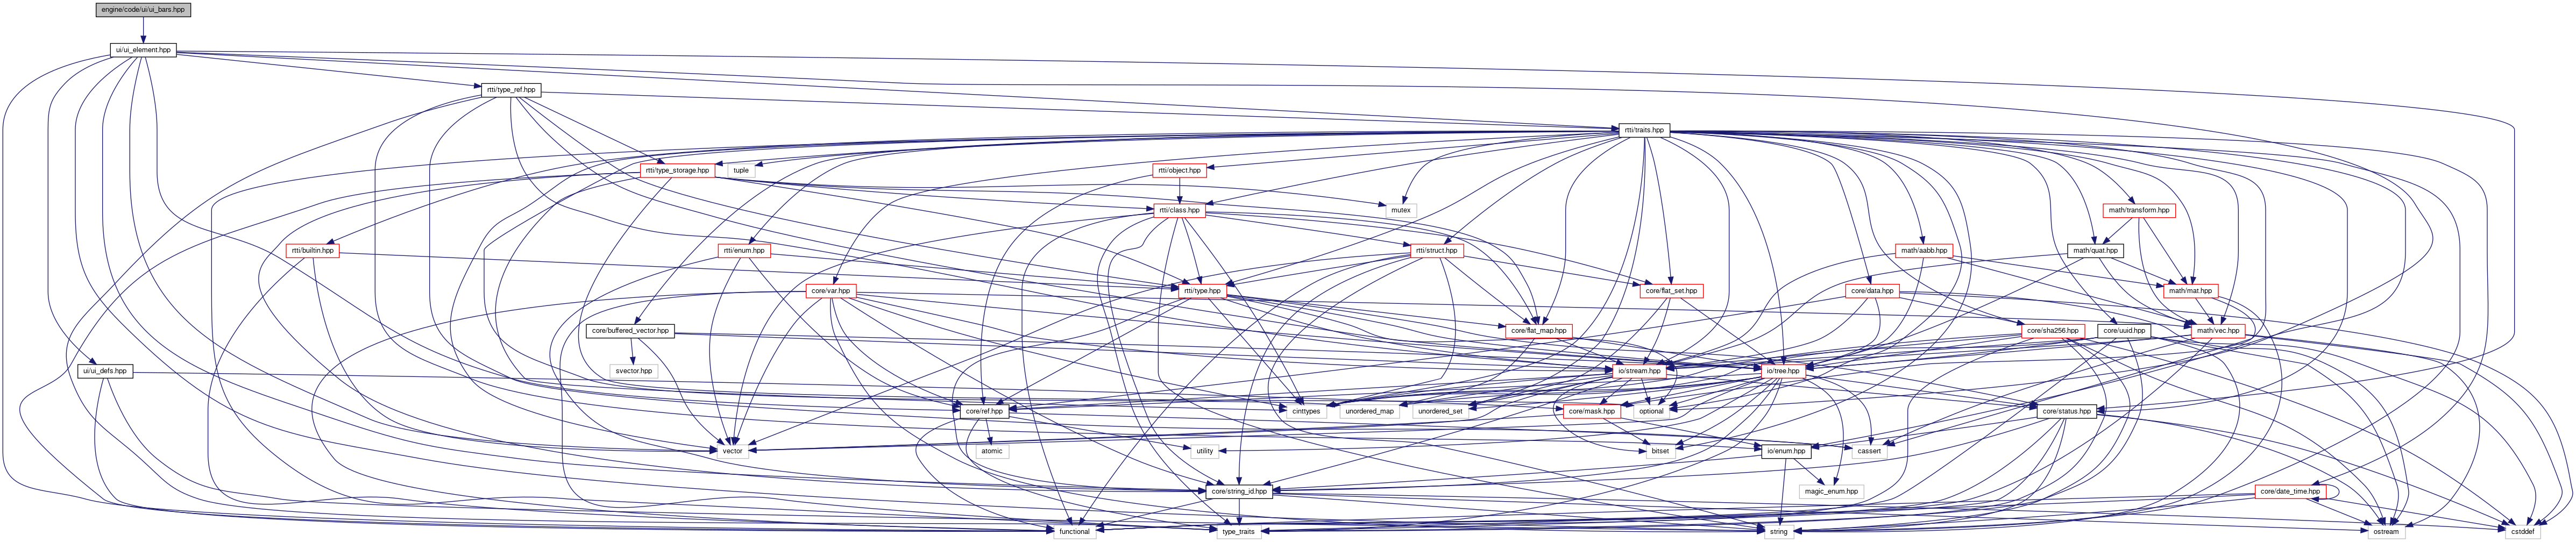 engine/code/ui/ui_bars.hpp
ui/ui_element.hpp
rtti/type_ref.hpp
rtti/traits.hpp
rtti/type_storage.hpp
tuple
rtti/object.hpp
rtti/class.hpp
mutex
math/transform.hpp
rtti/builtin.hpp
rtti/enum.hpp
rtti/struct.hpp
math/aabb.hpp
math/quat.hpp
core/var.hpp
rtti/type.hpp
core/flat_set.hpp
core/data.hpp
math/mat.hpp
core/buffered_vector.hpp
core/flat_map.hpp
core/sha256.hpp
core/uuid.hpp
math/vec.hpp
ui/ui_defs.hpp
svector.hpp
io/stream.hpp
io/tree.hpp
core/ref.hpp
cinttypes
unordered_map
unordered_set
core/mask.hpp
optional
core/status.hpp
vector
atomic
utility
bitset
io/enum.hpp
cassert
core/string_id.hpp
magic_enum.hpp
core/date_time.hpp
functional
type_traits
string
ostream
cstddef